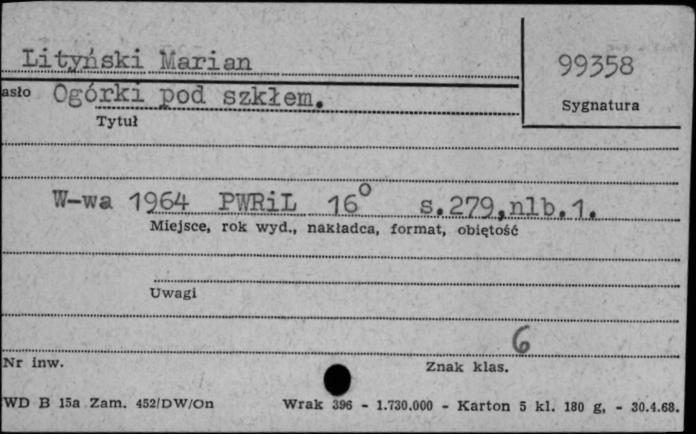 Lityński Marian
99358
asło Ogórki pod szkłem.
Sygnatura
Tytuł
W-wa 1964 PWRiL 16° s.279,nlb.1.
Miejsce, rok wyd., nakładca, format, objętość
Uwagi
6
Nr inw.
Znak klas.
WD B 15a Zam. 452/DW/On Wrak 396 - 1.730.000 - Karton 5 kl. 180 g, - 30.4.68.